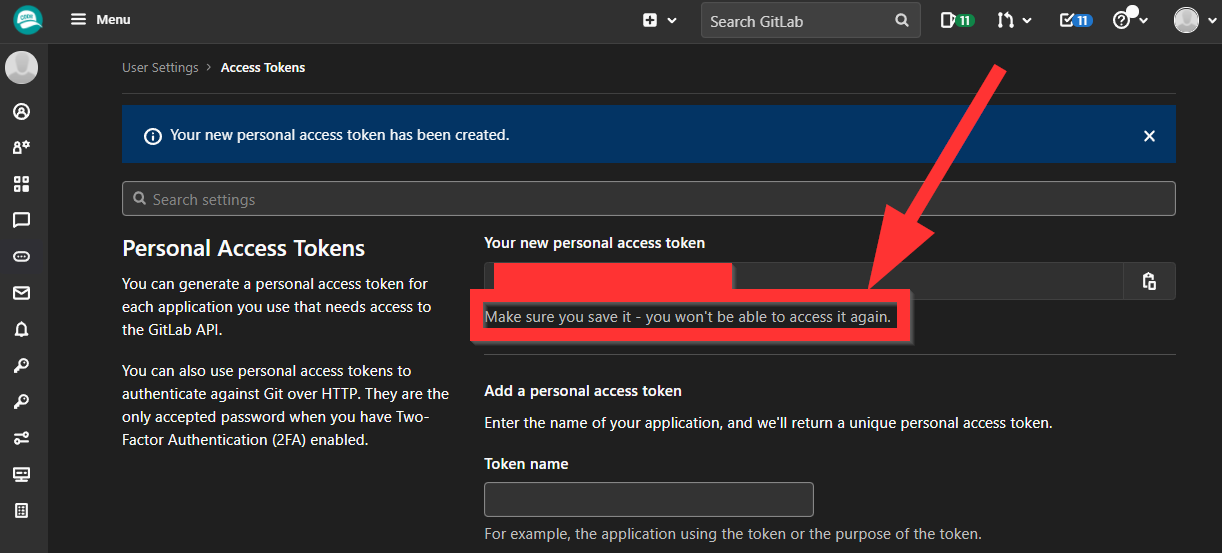 Menu
Search GitLab
11
11
User Settings › Access Tokens
Your new personal access token has been created.
Search settings
Personal Access Tokens
You can generate a personal access token for
each application you use that needs access to
the GitLab API.
You can also use personal access tokens to
authenticate against Git over HTTP. They are the
only accepted password when you have Two-
Factor Authentication (2FA) enabled.
Your new personal access token
Make sure you save it - you won't be able to access it again.
Add a personal access token
Enter the name of your application, and we'll return a unique personal access token.
Token name
For example, the application using the token or the purpose of the token.